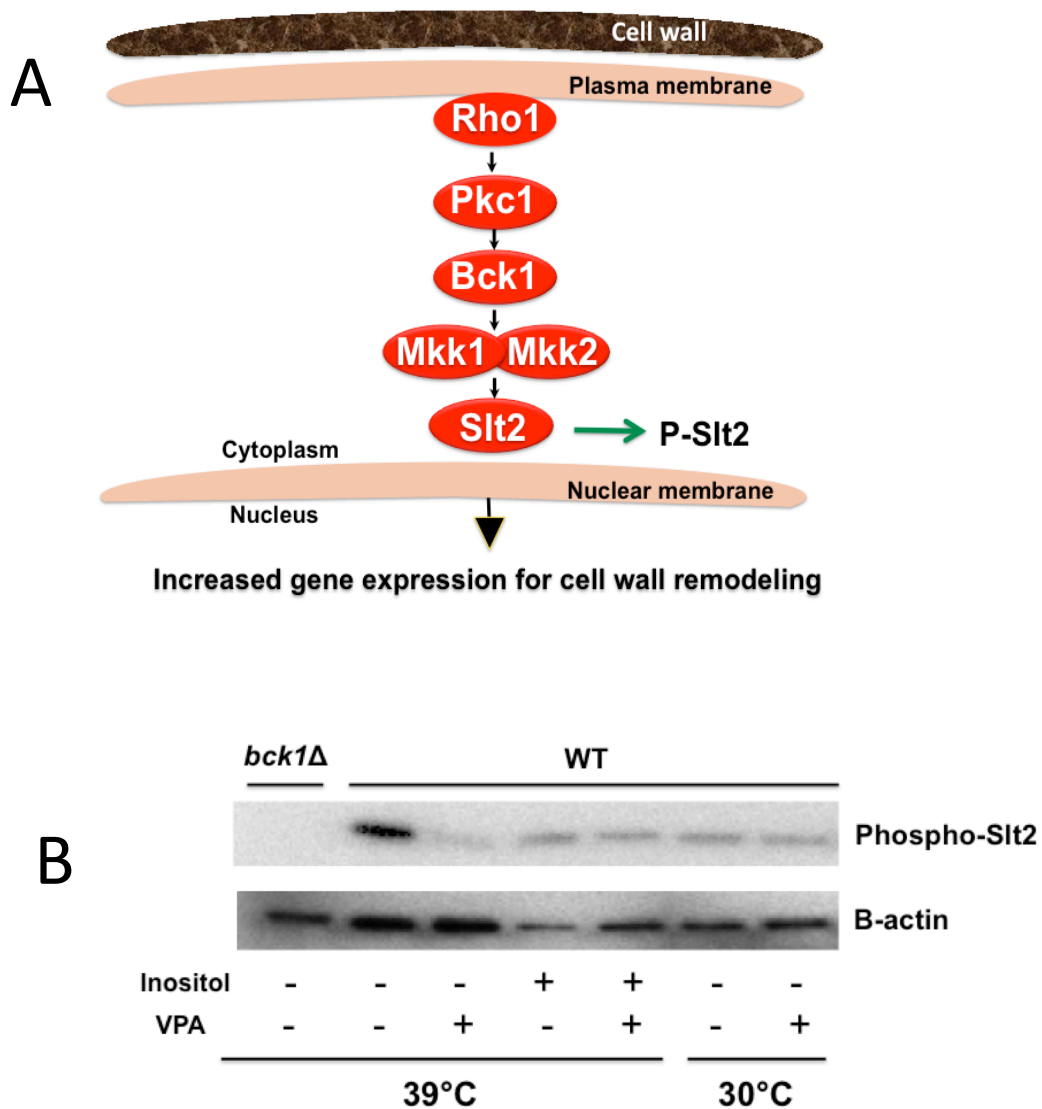 A
Cell wall
Plasma membrane
Rho1
Pkc1
Bck1
Mkk1 Mkk2
Slt2
P-Slt2
Cytoplasm
Nuclear membrane
Nucleus
Increased gene expression for cell wall remodeling
B
bck1Δ WT
Phospho-Slt2
B-actin
Inositol - - - + + - -
VPA - - + - + - +
39°C 30°C